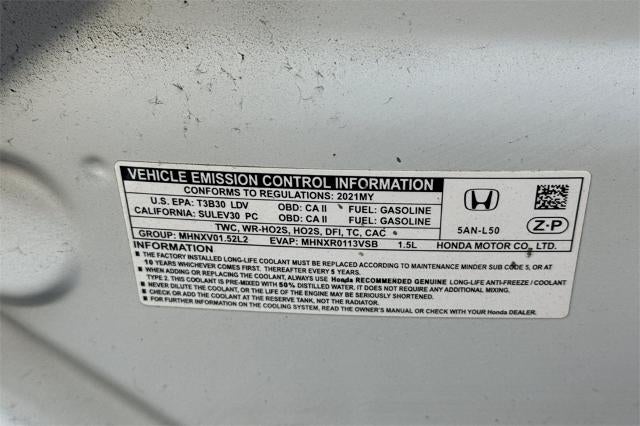 VEHICLE EMISSION CONTROL INFORMATION
CONFORMS TO REGULATIONS: 2021MY
U.S. EPA: T3B30 LDV OBD: CA II FUEL: GASOLINE
CALIFORNIA: SULEV30 PC OBD: CA II FUEL: GASOLINE
TWC, WR-HO2S, HO2S, DFI, TC, CAC
GROUP: MHNXV01.52L2 EVAP: MHNXR0113VSB 1.5L
5AN-L50
Z-P
HONDA MOTOR CO., LTD.
INFORMATION
■ THE FACTORY INSTALLED LONG-LIFE COOLANT MUST BE REPLACED ACCORDING TO MAINTENANCE MINDER SUB CODE 5, OR AT
10 YEARS WHICHEVER COMES FIRST. THEREAFTER EVERY 5 YEARS.
■ WHEN ADDING OR REPLACING THE COOLANT, ALWAYS USE Honda RECOMMENDED GENUINE LONG-LIFE ANTI-FREEZE / COOLANT
TYPE 2. THIS COOLANT IS PRE-MIXED WITH 50% DISTILLED WATER. IT DOES NOT REQUIRE ANY ADDITIONAL MIXING.
■ NEVER DILUTE THE COOLANT, OR THE LIFE OF THE ENGINE MAY BE SERIOUSLY SHORTENED.
■ CHECK OR ADD THE COOLANT AT THE RESERVE TANK, NOT THE RADIATOR.
■ FOR FURTHER INFORMATION ON THE COOLING SYSTEM, READ THE OWNER'S MANUAL OR CHECK WITH YOUR Honda DEALER.